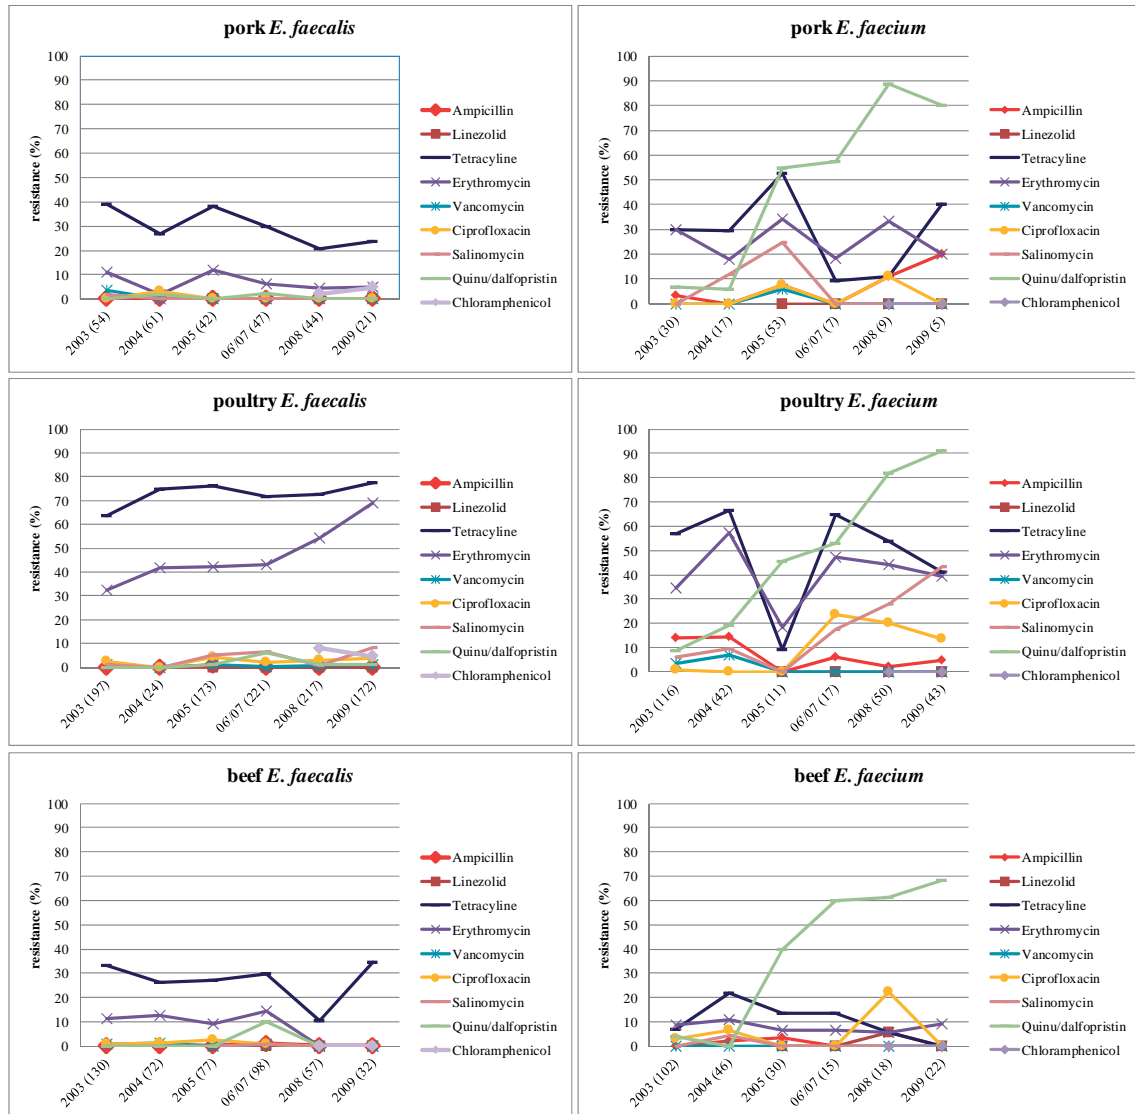 pork E. faecalis
100
90
80
70
60
50
40
30
20
10
0
resistance (%)
2003 (54)
2004 (61)
2005 (42)
06/07 (47)
2008 (44)
2009 (21)
Ampicillin
Linezolid
Tetracyline
Erythromycin
Vancomycin
Ciprofloxacin
Salinomycin
Quinu/dalfopristin
Chloramphenicol
pork E. faecium
100
90
80
70
60
50
40
30
20
10
0
resistance (%)
2003 (30)
2004 (17)
2005 (53)
06/07 (7)
2008 (9)
2009 (5)
Ampicillin
Linezolid
Tetracyline
Erythromycin
Vancomycin
Ciprofloxacin
Salinomycin
Quinu/dalfopristin
Chloramphenicol
poultry E. faecalis
100
90
80
70
60
50
40
30
20
10
0
resistance (%)
2003 (197)
2004 (24)
2005 (173)
06/07 (221)
2008 (217)
2009 (172)
Ampicillin
Linezolid
Tetracyline
Erythromycin
Vancomycin
Ciprofloxacin
Salinomycin
Quinu/dalfopristin
Chloramphenicol
poultry E. faecium
100
90
80
70
60
50
40
30
20
10
0
resistance (%)
2003 (116)
2004 (42)
2005 (11)
06/07 (17)
2008 (50)
2009 (43)
Ampicillin
Linezolid
Tetracyline
Erythromycin
Vancomycin
Ciprofloxacin
Salinomycin
Quinu/dalfopristin
Chloramphenicol
beef E. faecalis
100
90
80
70
60
50
40
30
20
10
0
resistance (%)
2003 (130)
2004 (72)
2005 (77)
06/07 (98)
2008 (57)
2009 (32)
Ampicillin
Linezolid
Tetracyline
Erythromycin
Vancomycin
Ciprofloxacin
Salinomycin
Quinu/dalfopristin
Chloramphenicol
beef E. faecium
100
90
80
70
60
50
40
30
20
10
0
resistance (%)
2003 (102)
2004 (46)
2005 (30)
06/07 (15)
2008 (18)
2009 (22)
Ampicillin
Linezolid
Tetracyline
Erythromycin
Vancomycin
Ciprofloxacin
Salinomycin
Quinu/dalfopristin
Chloramphenicol